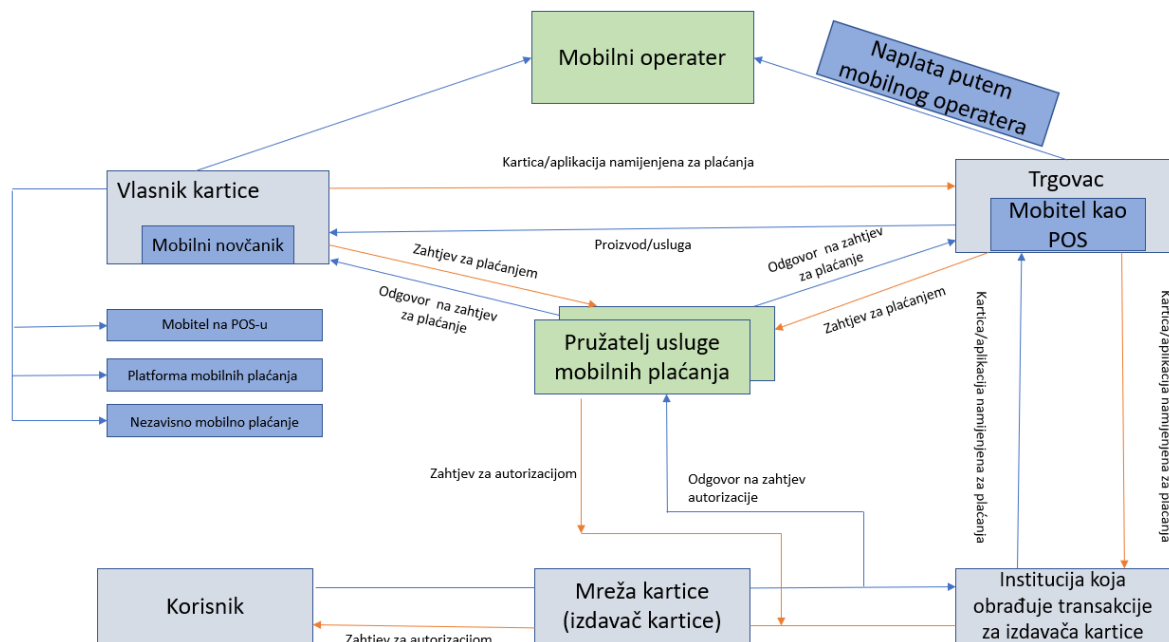 Mobilni operater
Naplata putem
mobilnog operatera
Kartica/aplikacija namijenjena za plaćanja
Vlasnik kartice
Mobilni novčanik
Trgovac
Mobitel kao
POS
Proizvod/usluga
Zahtjev za plaćanjem
Odgovor na zahtjev
za plaćanje
Odgovor na zahtjev
za plaćanje
Zahtjev za plaćanjem
Mobitel na POS-u
Platforma mobilnih plaćanja
Nezavisno mobilno plaćanje
Pružatelj usluge
mobilnih plaćanja
Kartica/aplikacija namijenjena za plaćanja
Kartica/aplikacija namijenjena za plaćanja
Zahtjev za autorizacijom
Odgovor na zahtjev
autorizacije
Korisnik
Mreža kartice
(izdavač kartice)
Institucija koja
obrađuje transakcije
za izdavača kartice
Zahtjev za autorizacijom